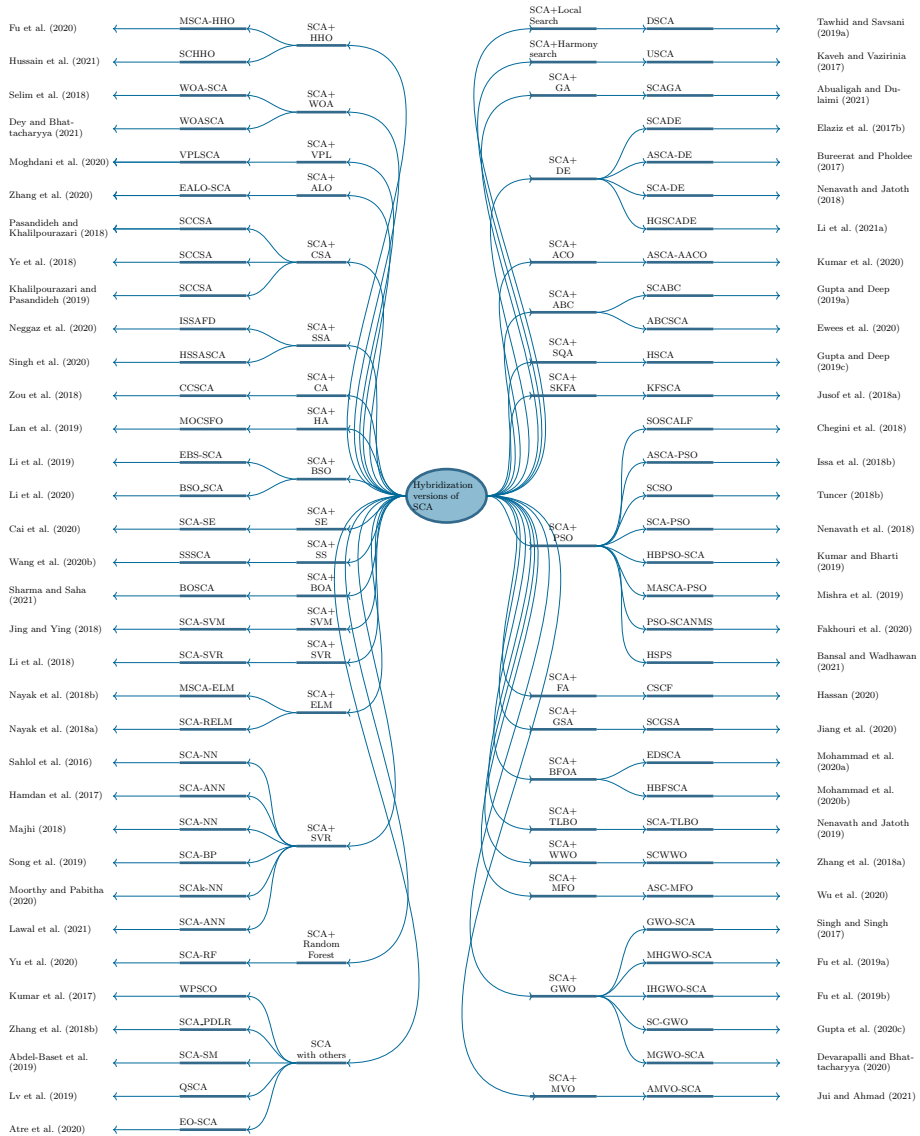 Hybridization
versions of
SCA
SCA+
HHO
MSCA-HHO
Fu et al. (2020)
SCHHO
Hussain et al. (2021)
SCA+
WOA
WOA-SCA
Selim et al. (2018)
WOASCA
Dey and Bhat-
tacharyya (2021)
SCA+
VPL
VPLSCA
Moghdani et al. (2020)
SCA+
ALO
EALO-SCA
Zhang et al. (2020)
SCA+
CSA
SCCSA
Pasandideh and
Khalilpourazari (2018)
SCCSA
Ye et al. (2018)
SCCSA
Khalilpourazari and
Pasandideh (2019)
SCA+
SSA
ISSAFD
Neggaz et al. (2020)
HSSASCA
Singh et al. (2020)
SCA+
CA
CCSCA
Zou et al. (2018)
SCA+
HA
MOCSFO
Lan et al. (2019)
SCA+
BSO
EBS-SCA
Li et al. (2019)
BSO_SCA
Li et al. (2020)
SCA+
SE
SCA-SE
Cai et al. (2020)
SCA+
SS
SSSCA
Wang et al. (2020b)
SCA+
BOA
BOSCA
Sharma and Saha
(2021)
SCA+
SVM
SCA-SVM
Jing and Ying (2018)
SCA+
SVR
SCA-SVR
Li et al. (2018)
SCA+
ELM
MSCA-ELM
Nayak et al. (2018b)
SCA-RELM
Nayak et al. (2018a)
SCA+
SVR
SCA-NN
Sahlol et al. (2016)
SCA-ANN
Hamdan et al. (2017)
SCA-NN
Majhi (2018)
SCA-BP
Song et al. (2019)
SCAk-NN
Moorthy and Pabitha
(2020)
SCA-ANN
Lawal et al. (2021)
SCA+
Random
Forest
SCA-RF
Yu et al. (2020)
SCA
with others
WPSCO
Kumar et al. (2017)
SCA_PDLR
Zhang et al. (2018b)
SCA-SM
Abdel-Baset et al.
(2019)
QSCA
Lv et al. (2019)
EO-SCA
Atre et al. (2020)
SCA+Local
Search
DSCA
Tawhid and Savsani
(2019a)
SCA+Harmony
search
USCA
Kaveh and Vazirinia
(2017)
SCA+
GA
SCAGA
Abualigah and Du-
laimi (2021)
SCA+
DE
SCADE
Elaziz et al. (2017b)
ASCA-DE
Bureerat and Pholdee
(2017)
SCA-DE
Nenavath and Jatoth
(2018)
HGSCADE
Li et al. (2021a)
SCA+
ACO
ASCA-AACO
Kumar et al. (2020)
SCA+
ABC
SCABC
Gupta and Deep
(2019a)
ABCSCA
Ewees et al. (2020)
SCA+
SQA
HSCA
Gupta and Deep
(2019c)
SCA+
SKFA
KFSCA
Jusof et al. (2018a)
SCA+
PSO
SOSCALF
Chegini et al. (2018)
ASCA-PSO
Issa et al. (2018b)
SCSO
Tuncer (2018b)
SCA-PSO
Nenavath et al. (2018)
HBPSO-SCA
Kumar and Bharti
(2019)
MASCA-PSO
Mishra et al. (2019)
PSO-SCANMS
Fakhouri et al. (2020)
HSPS
Bansal and Wadhawan
(2021)
SCA+
FA
CSCF
Hassan (2020)
SCA+
GSA
SCGSA
Jiang et al. (2020)
SCA+
BFOA
EDSCA
Mohammad et al.
(2020a)
HBFSCA
Mohammad et al.
(2020b)
SCA+
TLBO
SCA-TLBO
Nenavath and Jatoth
(2019)
SCA+
WWO
SCWWO
Zhang et al. (2018a)
SCA+
MFO
ASC-MFO
Wu et al. (2020)
SCA+
GWO
GWO-SCA
Singh and Singh
(2017)
MHGWO-SCA
Fu et al. (2019a)
IHGWO-SCA
Fu et al. (2019b)
SC-GWO
Gupta et al. (2020c)
MGWO-SCA
Devarapalli and Bhat-
tacharyya (2020)
SCA+
MVO
AMVO-SCA
Jui and Ahmad (2021)